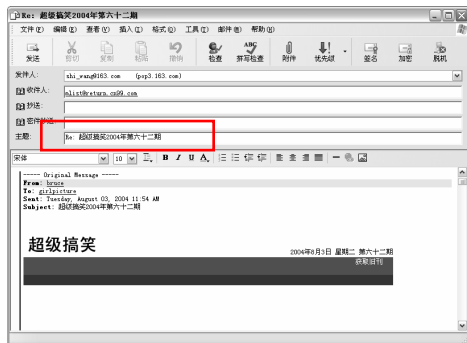 Re: 超级搞笑2004年第六十二期
文件(F) 编辑(E) 查看(V) 插入(I) 格式(O) 工具(T) 邮件(M) 帮助(H)
发送 剪切 复制 粘贴 撤销 检查 拼写检查 附件 优先级 签名 加密 脱机
发件人: zhi_yang@163.com (pop3.163.com)
收件人: elist@return.cn99.com
抄送:
密件抄送:
主题: Re: 超级搞笑2004年第六十二期
宋体 10 B I U A
----- Original Message -----
From: bruce
To: girlpicture
Sent: Tuesday, August 03, 2004 11:54 AM
Subject: 超级搞笑2004年第六十二期
超级搞笑
2004年8月3日 星期二 第六十二期
获取旧刊